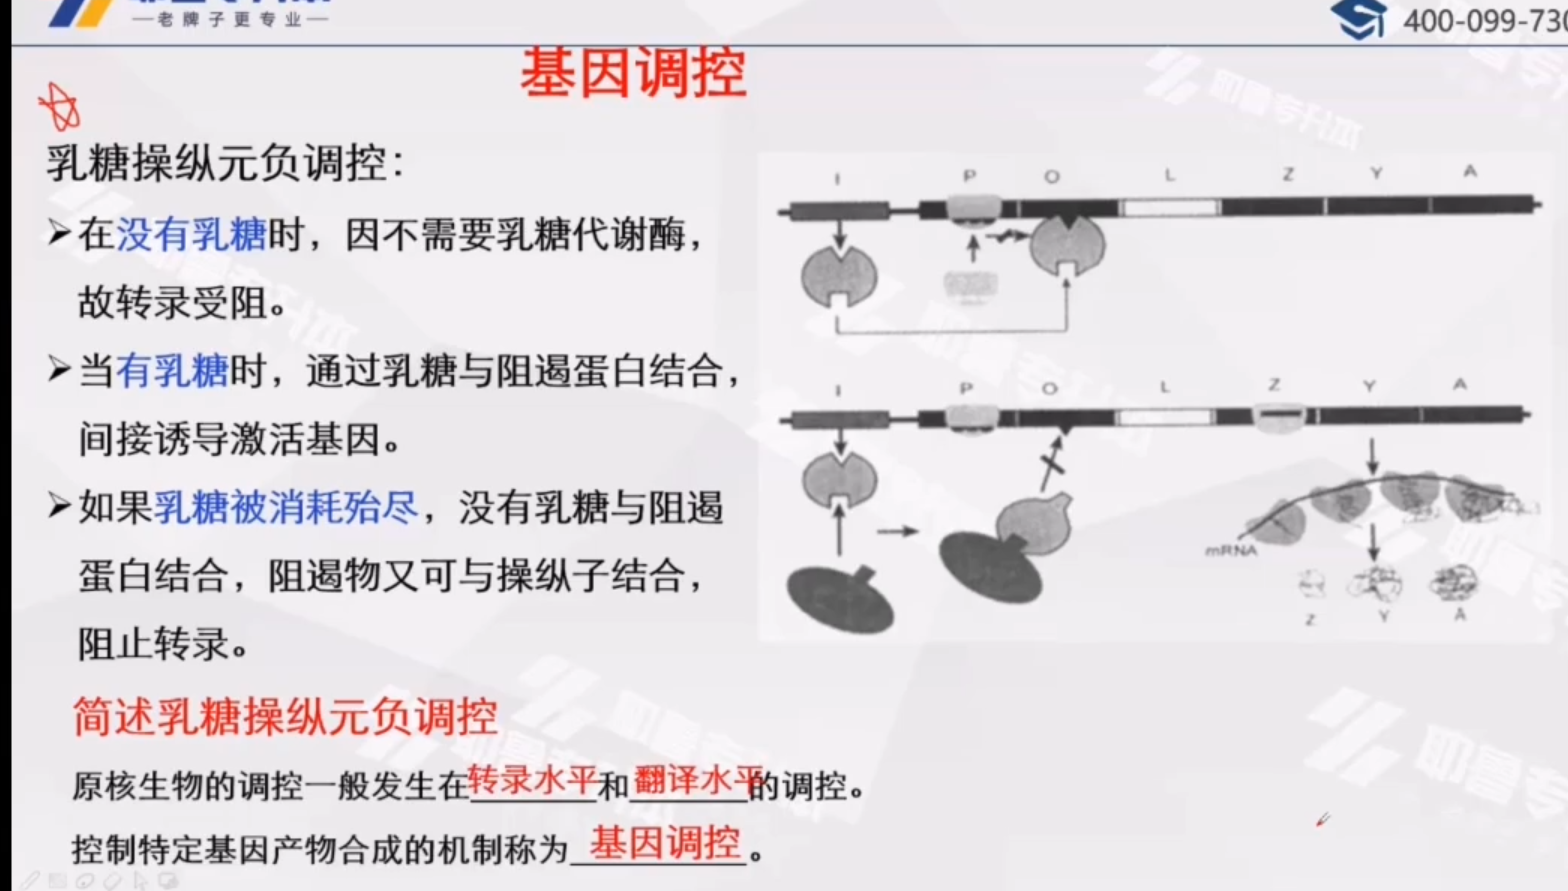 —老牌子更专业—
400-099-730
基因调控
乳糖操纵元负调控：
➢在没有乳糖时，因不需要乳糖代谢酶，
故转录受阻。
➢当有乳糖时，通过乳糖与阻遏蛋白结合，
间接诱导激活基因。
➢如果乳糖被消耗殆尽，没有乳糖与阻遏
蛋白结合，阻遏物又可与操纵子结合，
阻止转录。
简述乳糖操纵元负调控
原核生物的调控一般发生在转录水平和翻译水平的调控。
控制特定基因产物合成的机制称为基因调控。
I P O L Z Y A
I P O L Z Y A
mRNA
Z Y A
耶鲁专升本